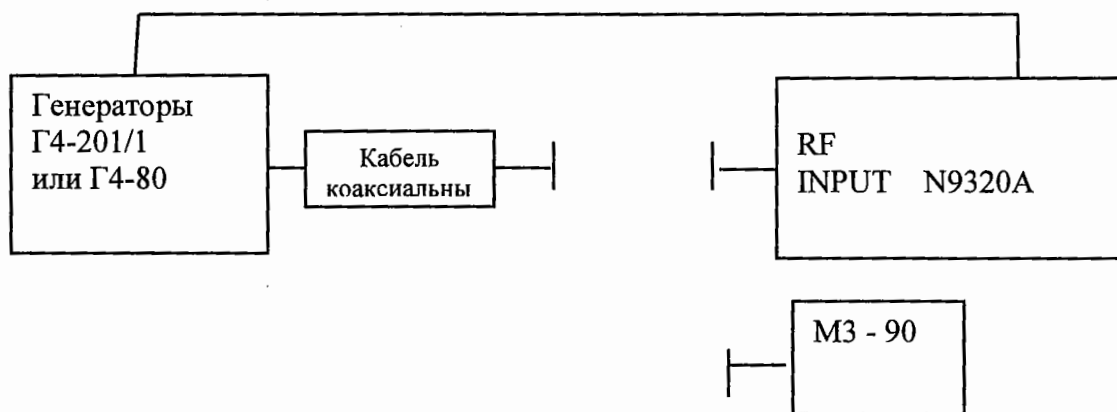 Генераторы
Г4-201/1
или Г4-80
Кабель
коаксиальны
RF
INPUT N9320A
М3 - 90